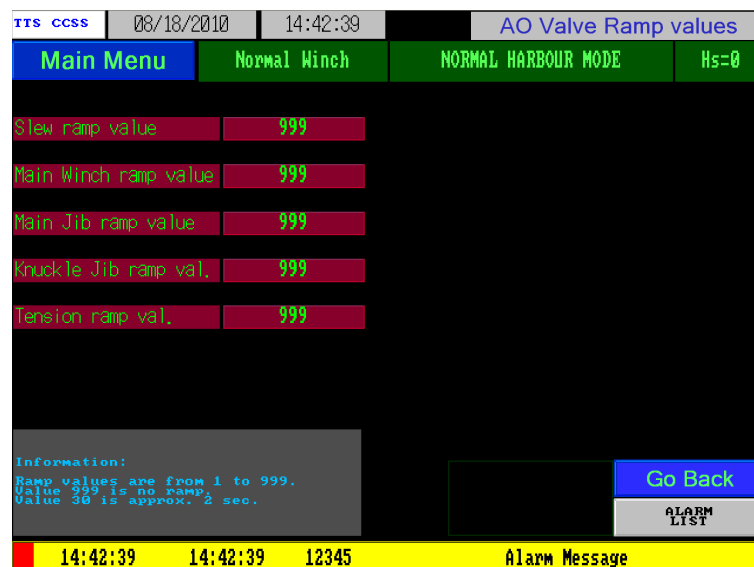 TTS CCSS 08/18/2010 14:42:39 AO Valve Ramp values
Main Menu Normal Winch NORMAL HARBOUR MODE Hs=0
Slew ramp value 999
Main Winch ramp value 999
Main Jib ramp value 999
Knuckle Jib ramp val. 999
Tension ramp val. 999
Information:
Ramp values are from 1 to 999.
Value 999 is no ramp.
Value 30 is approx. 2 sec.
Go Back
ALARM
LIST
14:42:39 14:42:39 12345 Alarm Message